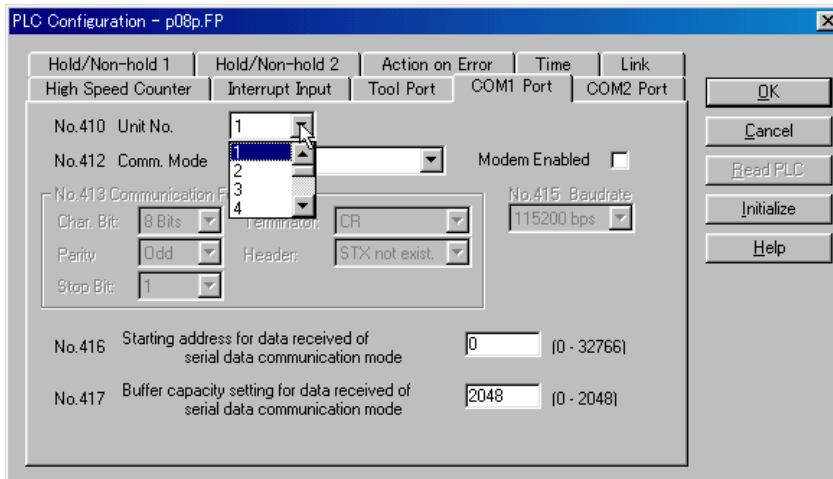 PLC Configuration - p08p.FP
Hold/Non-hold 1 Hold/Non-hold 2 Action on Error Time Link
High Speed Counter Interrupt Input Tool Port COM1 Port COM2 Port
OK
Cancel
Read PLC
Initialize
Help
No.410 Unit No. 1
1
2
3
4
No.412 Comm. Mode
Modem Enabled
No.413 Communication
No.415 Baudrate
Char. Bit: 8 Bits Terminator: CR 115200 bps
Parity Odd Header: STX not exist.
Stop Bit: 1
No.416 Starting address for data received of
serial data communication mode 0 (0 - 32766)
No.417 Buffer capacity setting for data received of
serial data communication mode 2048 (0 - 2048)